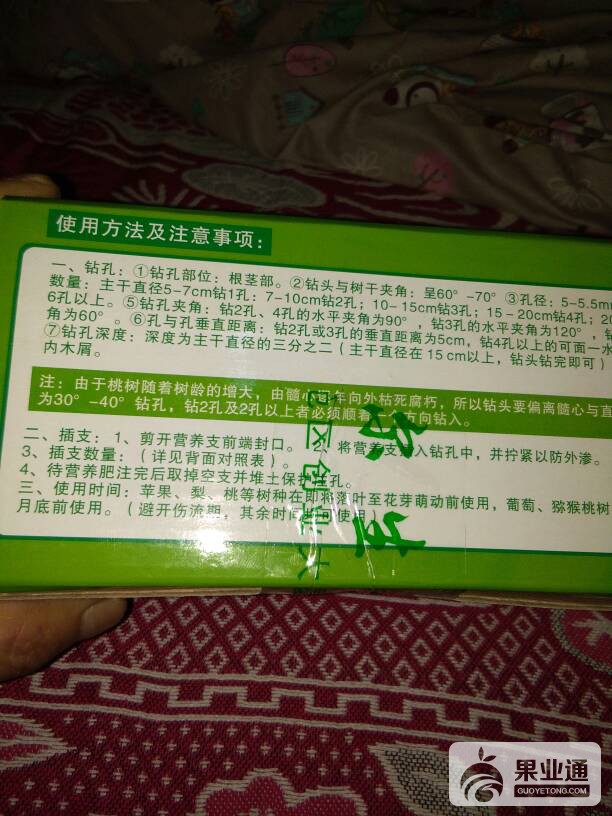 使用方法及注意事项:
一、钻孔:①钻孔部位:根茎部。②钻头与树干夹角:呈60°-70° ③孔径:5-5.5mm
数量:主干直径5-7cm钻1孔;7-10cm钻2孔;10-15cm钻3孔;15-20cm钻4孔;20
6孔以上。⑤钻孔夹角:钻2孔、4孔的水平夹角为90°,钻3孔的水平夹角为120°,钻
角为60°。⑥孔与孔垂直距离:钻2孔或3孔的垂直距离为5cm,钻4孔以上的可面一水
⑦钻孔深度:深度为主干直径的三分之二(主干直径在15cm以上,钻头钻完即可)
内木屑。
注:由于桃树随着树龄的增大,由髓心逐年向外枯死腐朽,所以钻头要偏离髓心与直
为30°-40°钻孔,钻2孔及2孔以上者必须顺着 方向钻入。
二、插支:1、剪开营养支前端封口。2、将营养支 入钻孔中,并拧紧以防外渗。
3、插支数量:(详见背面对照表)。
4、待营养肥注完后取掉空支并堆土保护 孔。
三、使用时间:苹果、梨、桃等树种在即将落叶至花芽萌动前使用,葡萄、猕猴桃树
月底前使用。(避开伤流期,其余时间 可使用)
果业通
GUOYETONG.COM